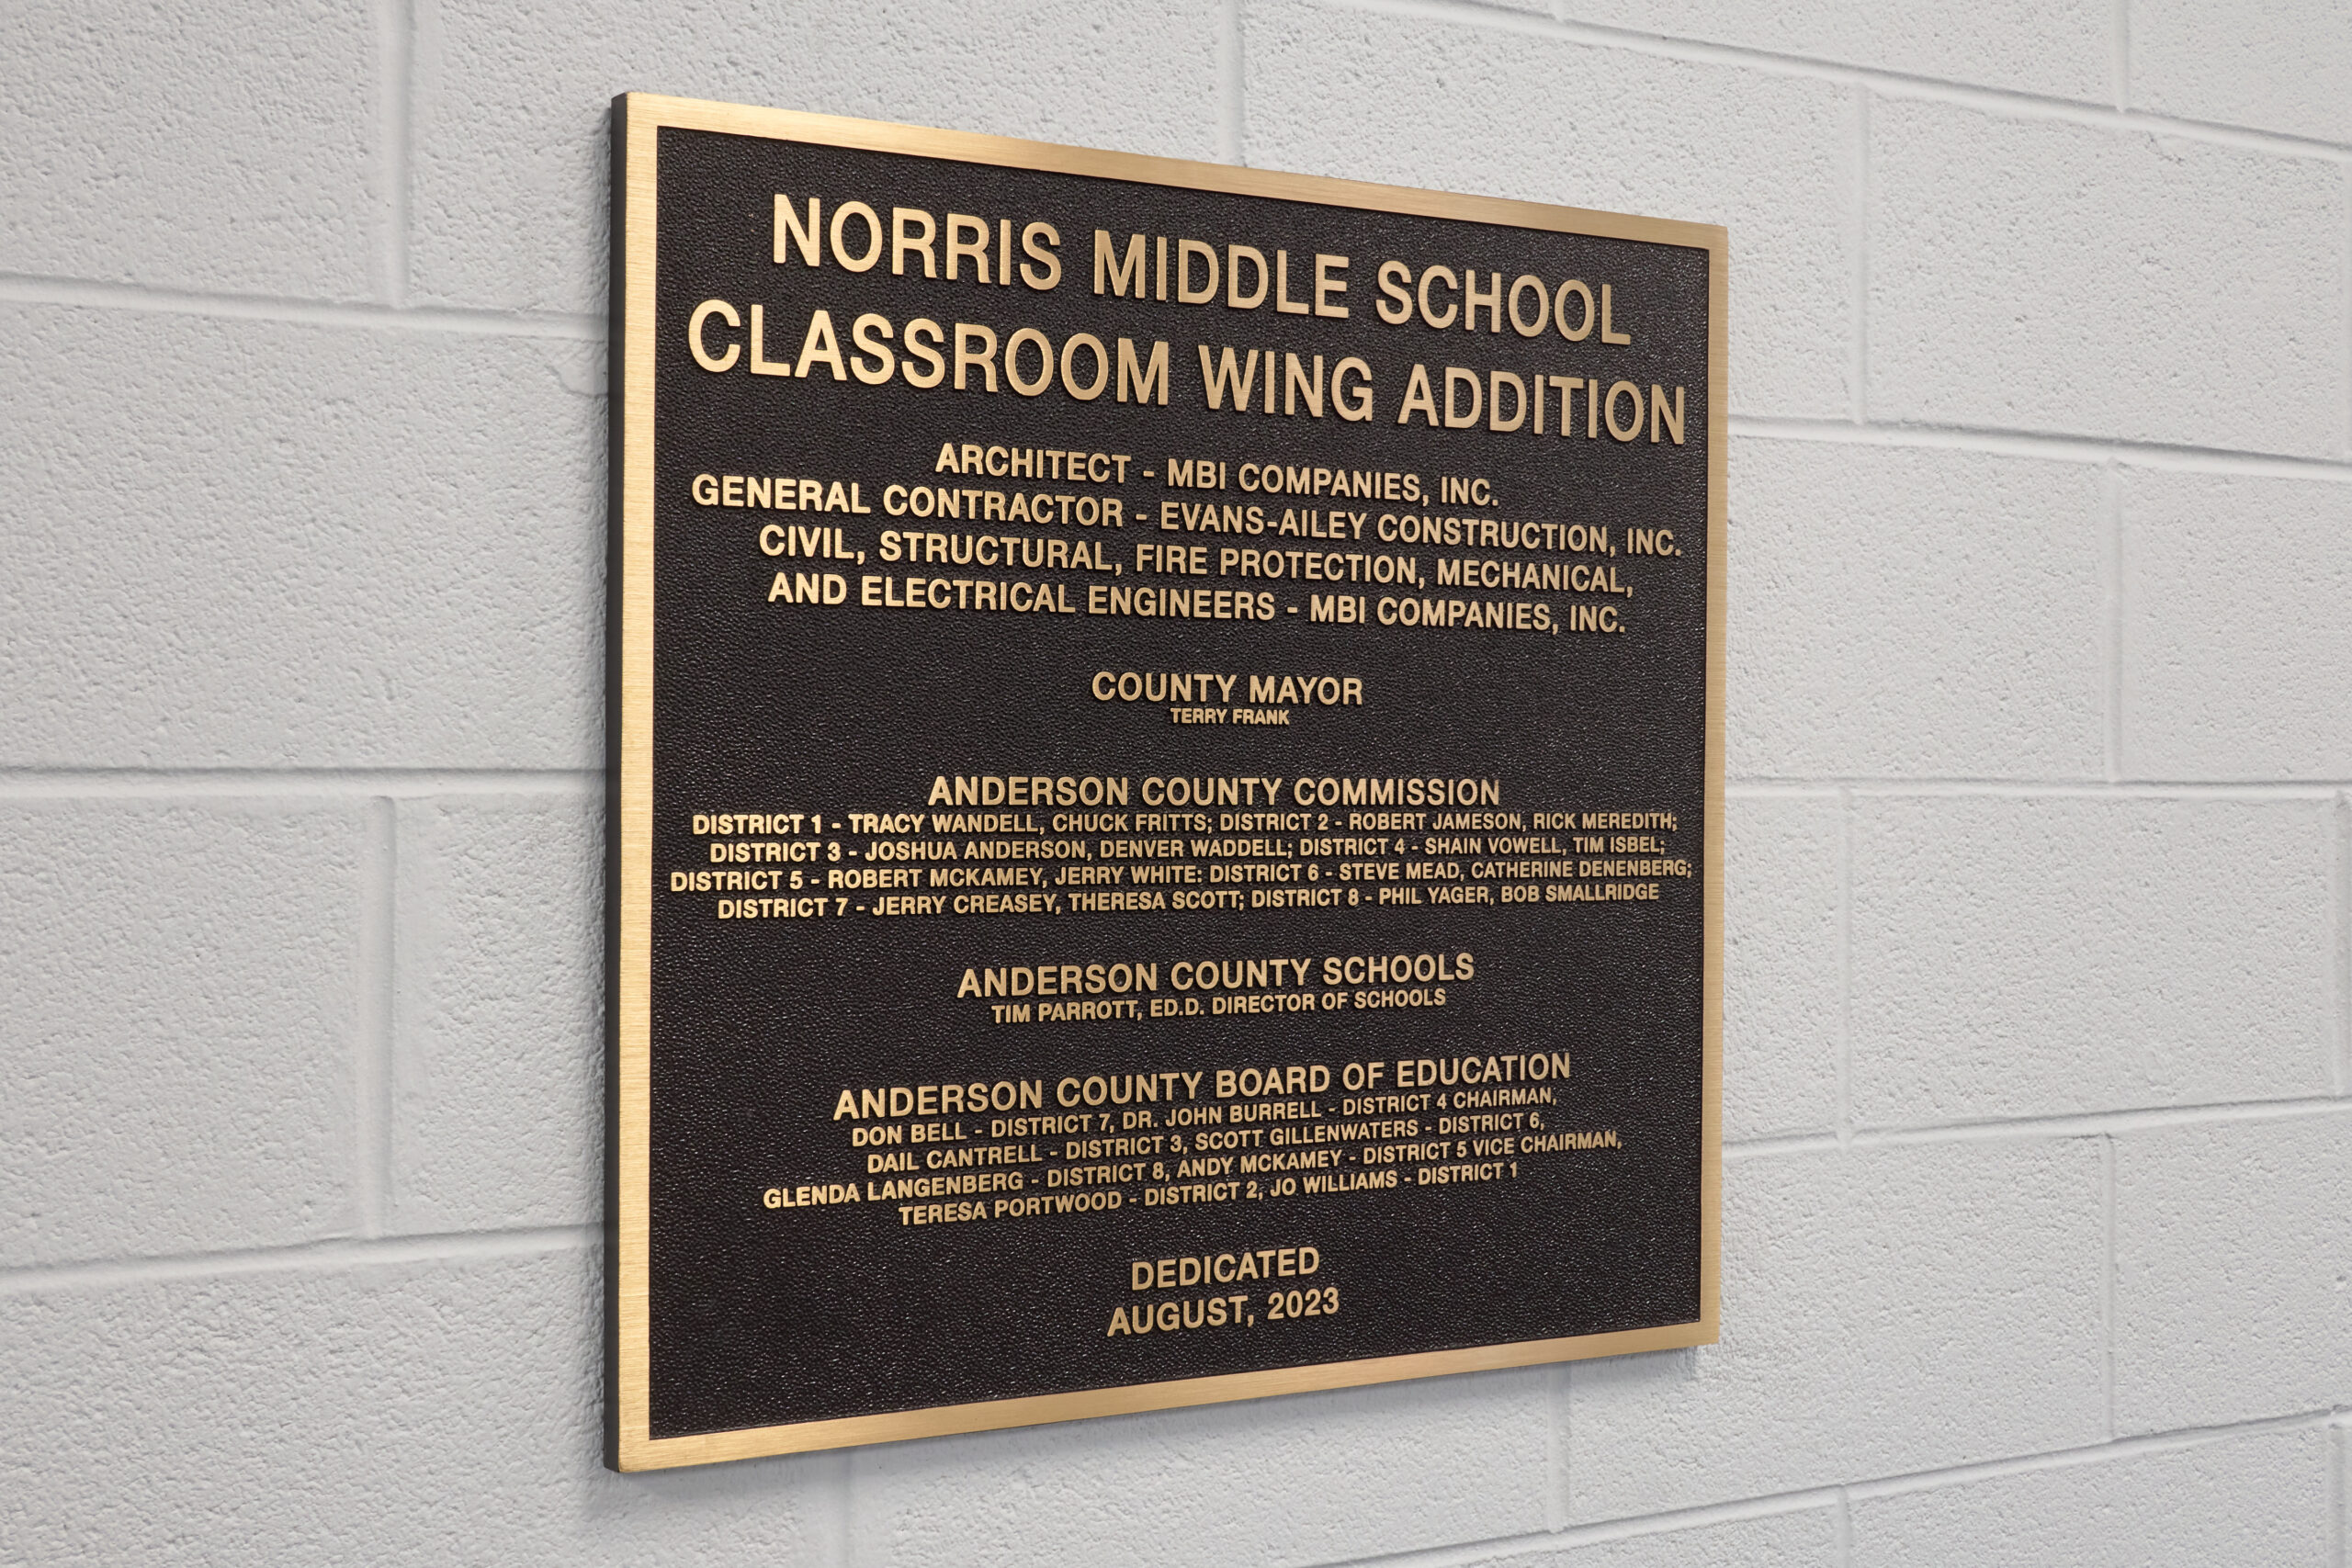 NORRIS MIDDLE SCHOOL
CLASSROOM WING ADDITION
ARCHITECT - MBI COMPANIES, INC.
GENERAL CONTRACTOR - EVANS-AILEY CONSTRUCTION, INC.
CIVIL, STRUCTURAL, FIRE PROTECTION, MECHANICAL,
AND ELECTRICAL ENGINEERS - MBI COMPANIES, INC.
COUNTY MAYOR
TERRY FRANK
ANDERSON COUNTY COMMISSION
DISTRICT 1 - TRACY WANDELL, CHUCK FRITTS; DISTRICT 2 - ROBERT JAMESON, RICK MEREDITH;
DISTRICT 3 - JOSHUA ANDERSON, DENVER WADDELL; DISTRICT 4 - SHAIN VOWELL, TIM ISBEL;
DISTRICT 5 - ROBERT MCKAMEY, JERRY WHITE: DISTRICT 6 - STEVE MEAD, CATHERINE DENENBERG;
DISTRICT 7 - JERRY CREASEY, THERESA SCOTT; DISTRICT 8 - PHIL YAGER, BOB SMALLRIDGE
ANDERSON COUNTY SCHOOLS
TIM PARROTT, ED.D. DIRECTOR OF SCHOOLS
ANDERSON COUNTY BOARD OF EDUCATION
DON BELL - DISTRICT 7, DR. JOHN BURRELL - DISTRICT 4 CHAIRMAN,
DAIL CANTRELL - DISTRICT 3, SCOTT GILLENWATERS - DISTRICT 6,
GLENDA LANGENBERG - DISTRICT 8, ANDY MCKAMEY - DISTRICT 5 VICE CHAIRMAN,
TERESA PORTWOOD - DISTRICT 2, JO WILLIAMS - DISTRICT 1
DEDICATED
AUGUST, 2023